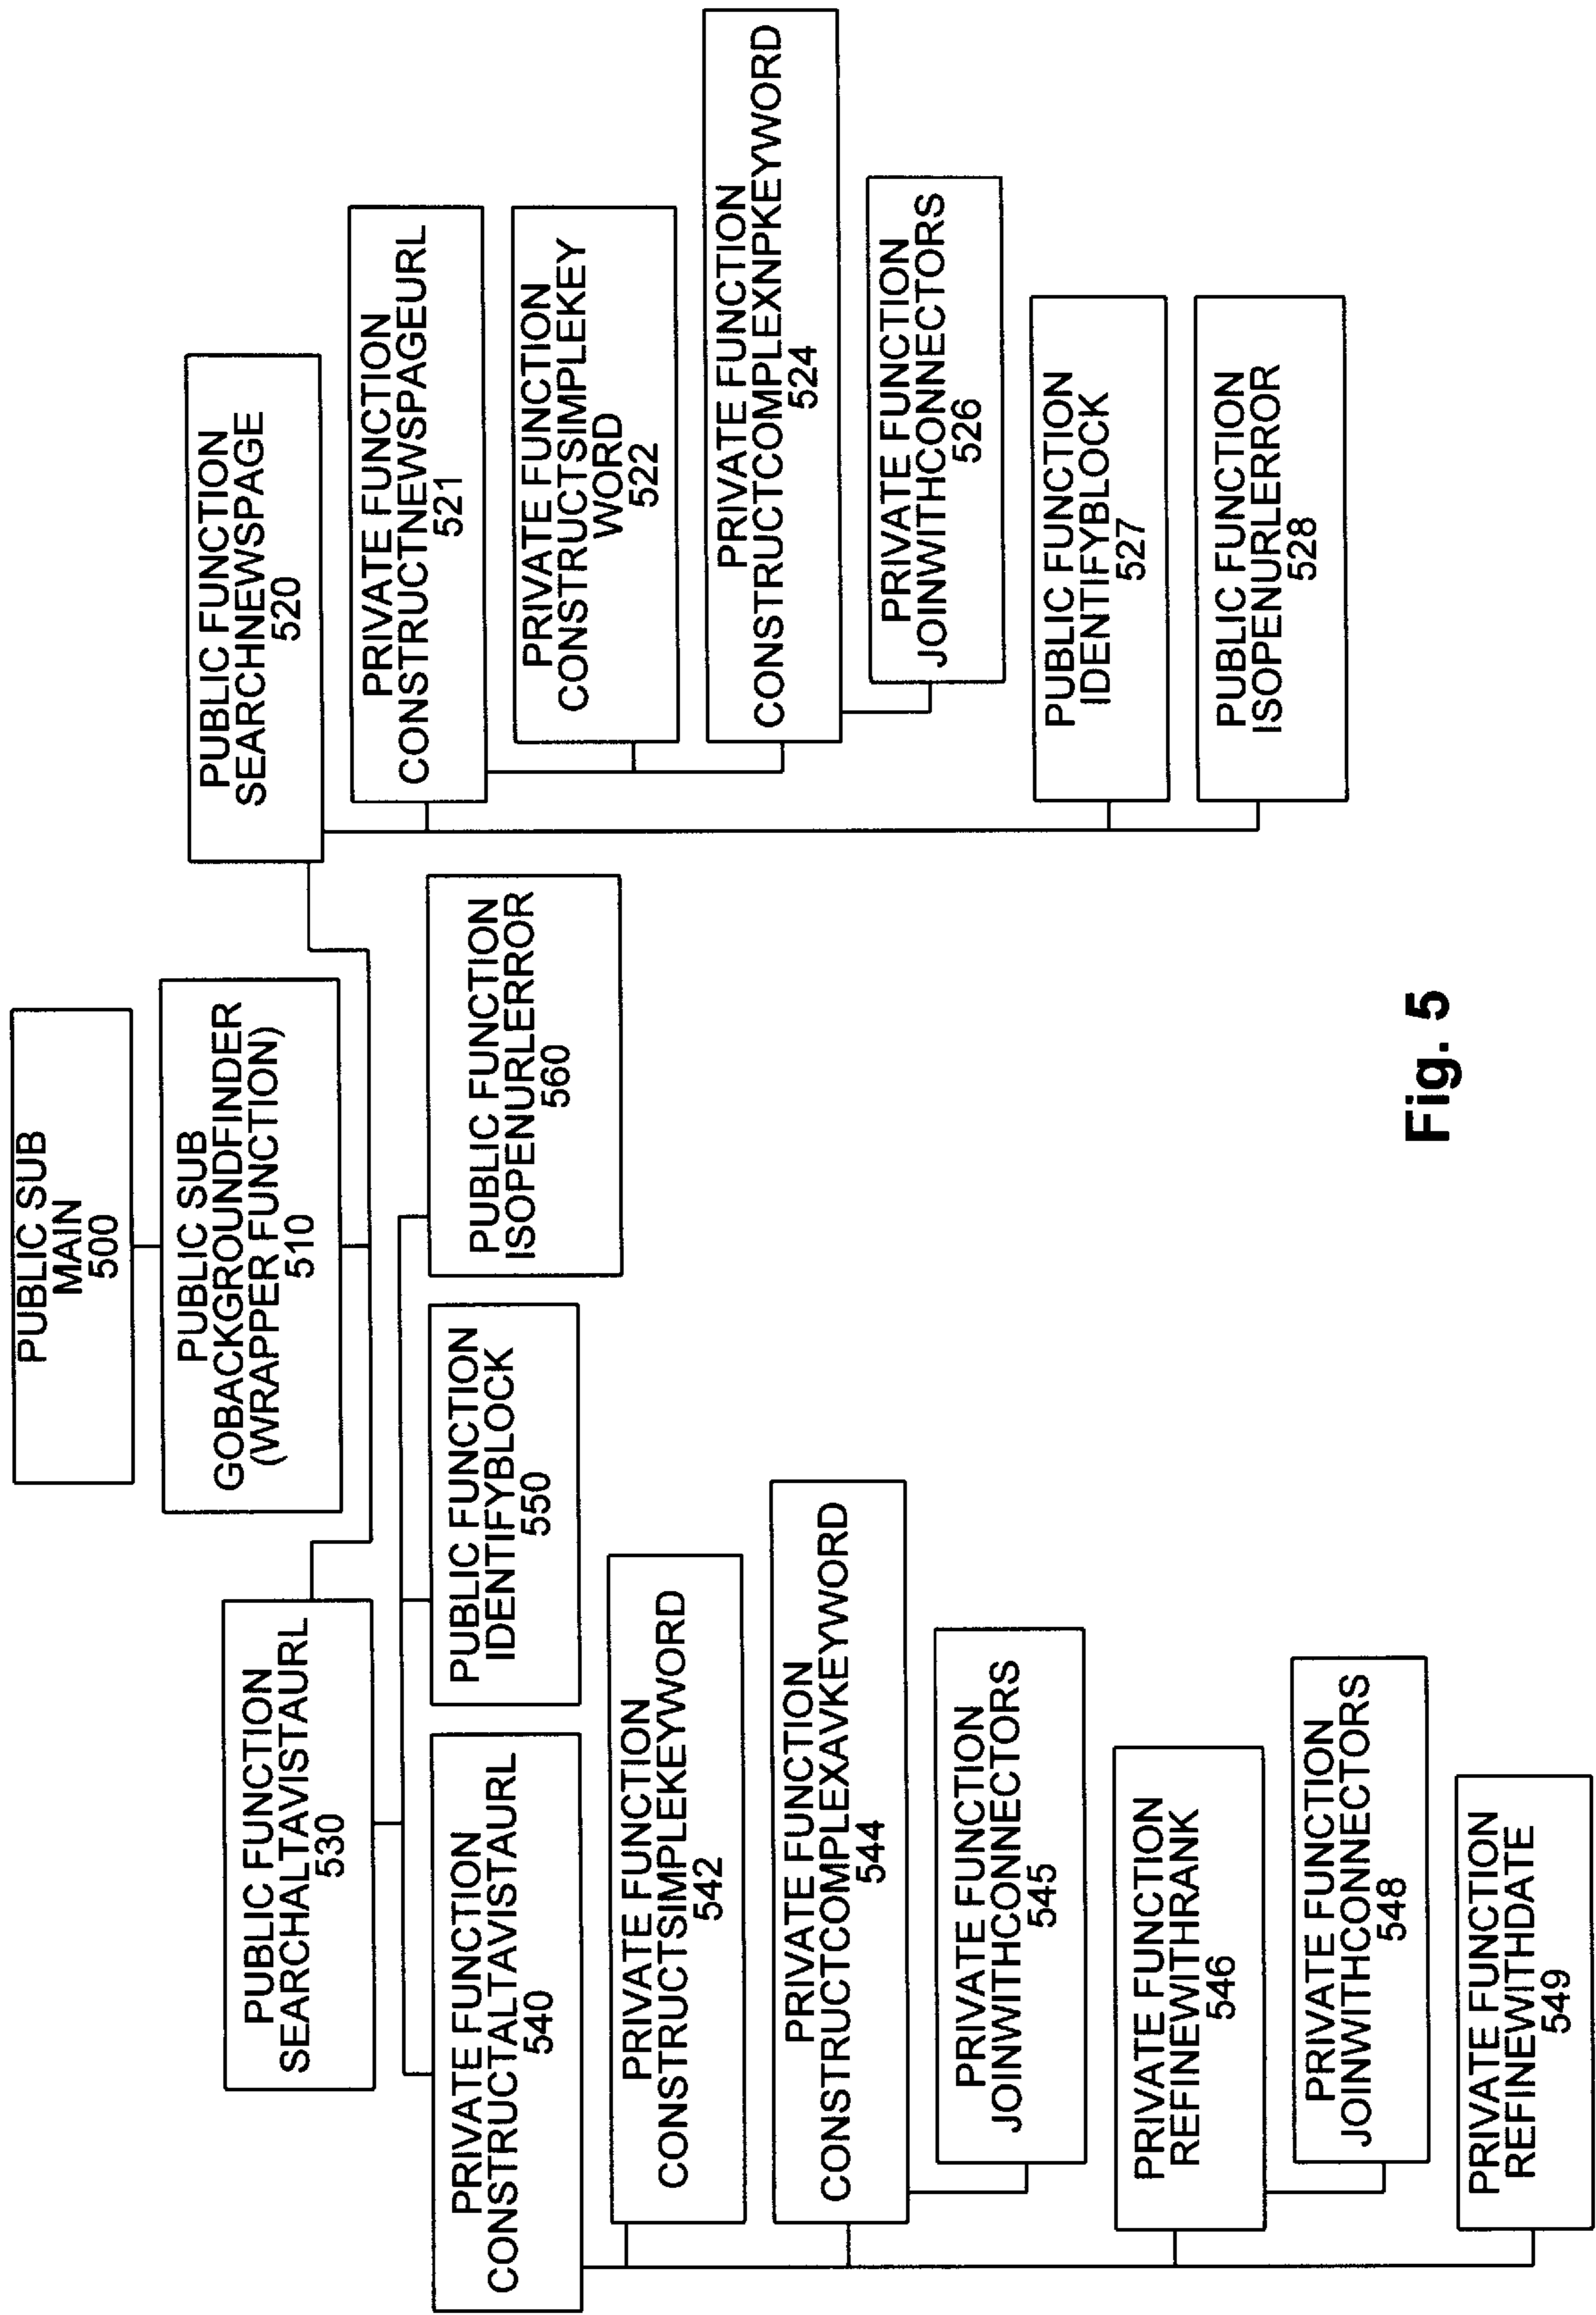 PUBLIC SUB
MAIN
500
PUBLIC SUB
GOBACKGROUNDFINDER
(WRAPPER FUNCTION)
510
PUBLIC FUNCTION
SEARCHALTAVISTAURL
530
PUBLIC FUNCTION
SEARCHNEWSPAGE
520
PRIVATE FUNCTION
CONSTRUCTALTAVISTAURL
540
PUBLIC FUNCTION
IDENTIFYBLOCK
550
PUBLIC FUNCTION
ISOPENURLERROR
560
PRIVATE FUNCTION
CONSTRUCTSIMPLEKEYWORD
542
PRIVATE FUNCTION
CONSTRUCTCOMPLEXAVKEYWORD
544
PRIVATE FUNCTION
JOINWITHCONNECTORS
545
PRIVATE FUNCTION
REFINEWITHRANK
546
PRIVATE FUNCTION
JOINWITHCONNECTORS
548
PRIVATE FUNCTION
REFINEWITHDATE
549
PRIVATE FUNCTION
CONSTRUCTNEWSPAGEURL
521
PRIVATE FUNCTION
CONSTRUCTSIMPLEKEY
WORD
522
PRIVATE FUNCTION
CONSTRUCTCOMPLEXNPKEYWORD
524
PRIVATE FUNCTION
JOINWITHCONNECTORS
526
PUBLIC FUNCTION
IDENTIFYBLOCK
527
PUBLIC FUNCTION
ISOPENURLERROR
528
Fig. 5